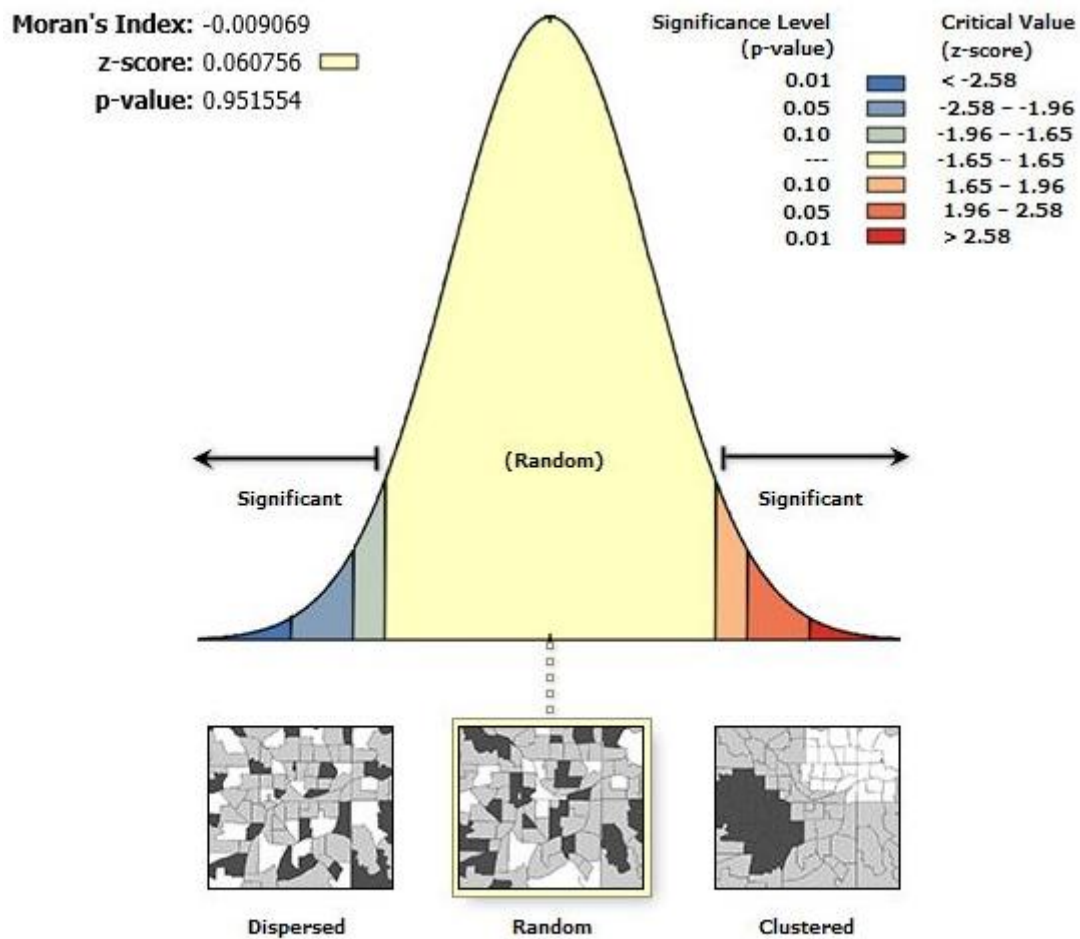 Moran's Index: -0.009069
z-score: 0.060756
p-value: 0.951554
Significance Level
(p-value)
Critical Value
(z-score)
0.01 < -2.58
0.05 -2.58 – -1.96
0.10 -1.96 – -1.65
--- -1.65 – 1.65
0.10 1.65 – 1.96
0.05 1.96 – 2.58
0.01 > 2.58
(Random)
Significant
Significant
Dispersed
Random
Clustered